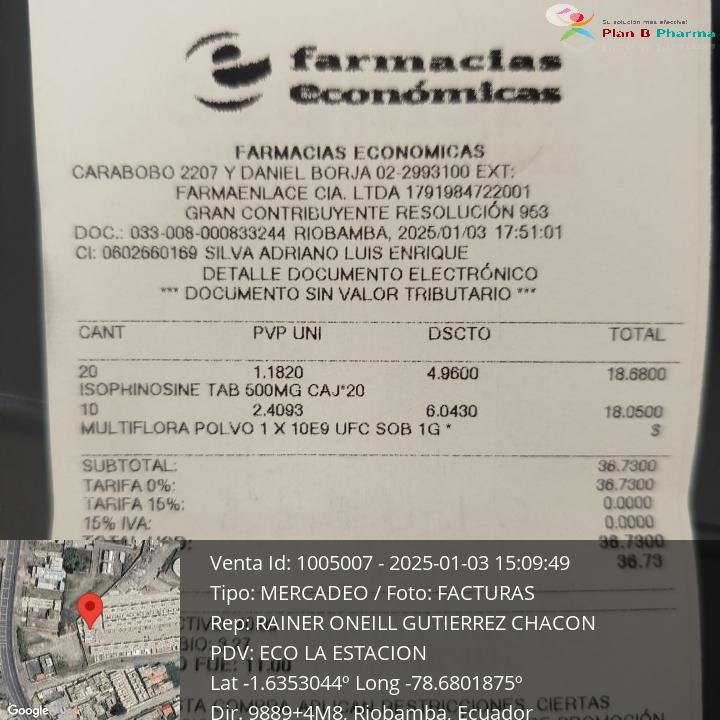 Su solución mas efectiva!
Plan B Pharma
farmacias
económicas
FARMACIAS ECONOMICAS
CARABOBO 2207 Y DANIEL BORJA 02-2993100 EXT:
FARMAENLACE CIA. LTDA 1791984722001
GRAN CONTRIBUYENTE RESOLUCIÓN 953
DOC.: 033-008-000833244 RIOBAMBA, 2025/01/03 17:51:01
CI: 0602660169 SILVA ADRIANO LUIS ENRIQUE
DETALLE DOCUMENTO ELECTRÓNICO
*** DOCUMENTO SIN VALOR TRIBUTARIO ***
CANT PVP UNI DSCTO TOTAL
20 1.1820 4.9600 18.6800
ISOPRINOSINE TAB 500MG CAJ*20
10 2.4093 6.0430 18.0500
MULTIFLORA POLVO 1 X 10E9 UFC SOB 1G * $
SUBTOTAL: 36.7300
TARIFA 0%: 36.7300
TARIFA 15%: 0.0000
15% IVA: 0.0000
36.7300
36.73
Venta Id: 1005007 - 2025-01-03 15:09:49
Tipo: MERCADEO / Foto: FACTURAS
Rep: RAINER ONEILL GUTIERREZ CHACON
PDV: ECO LA ESTACION
Lat -1.6353044º Long -78.6801875º
Dir. 9889+4M8, Riobamba, Ecuador
Google